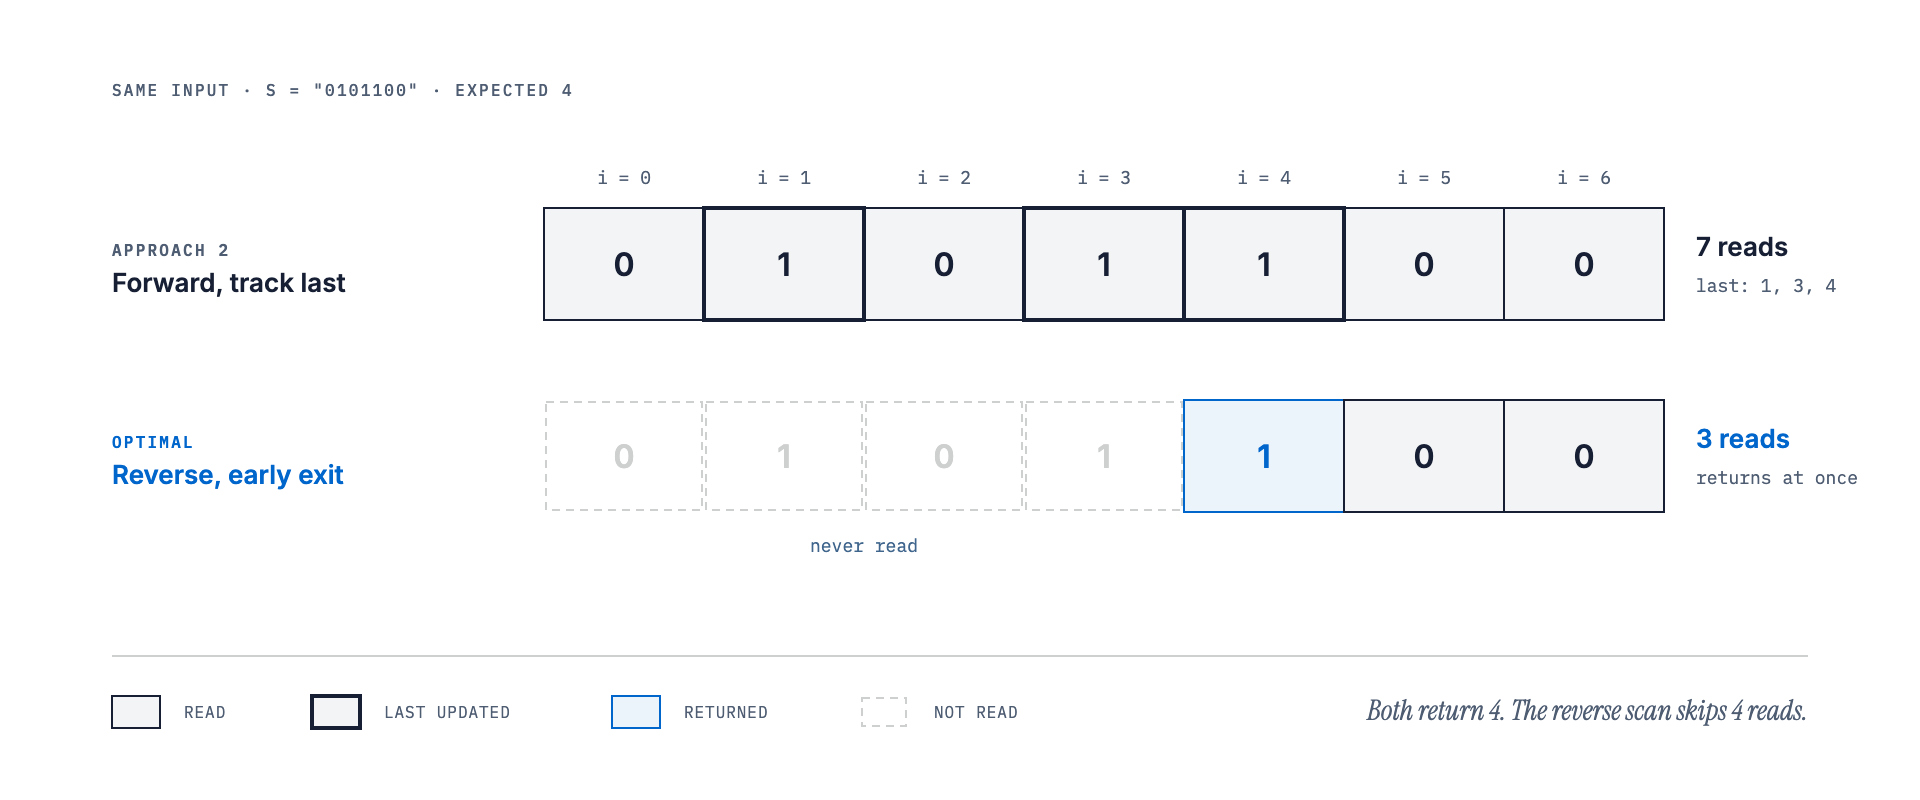 SAME INPUT · S = "0101100" · EXPECTED 4
i = 0 i = 1 i = 2 i = 3 i = 4 i = 5 i = 6
APPROACH 2
Forward, track last
0 1 0 1 1 0 0
7 reads
last: 1, 3, 4
OPTIMAL
Reverse, early exit
0 1 0 1 1 0 0
3 reads
returns at once
never read
READ LAST UPDATED RETURNED NOT READ
Both return 4. The reverse scan skips 4 reads.